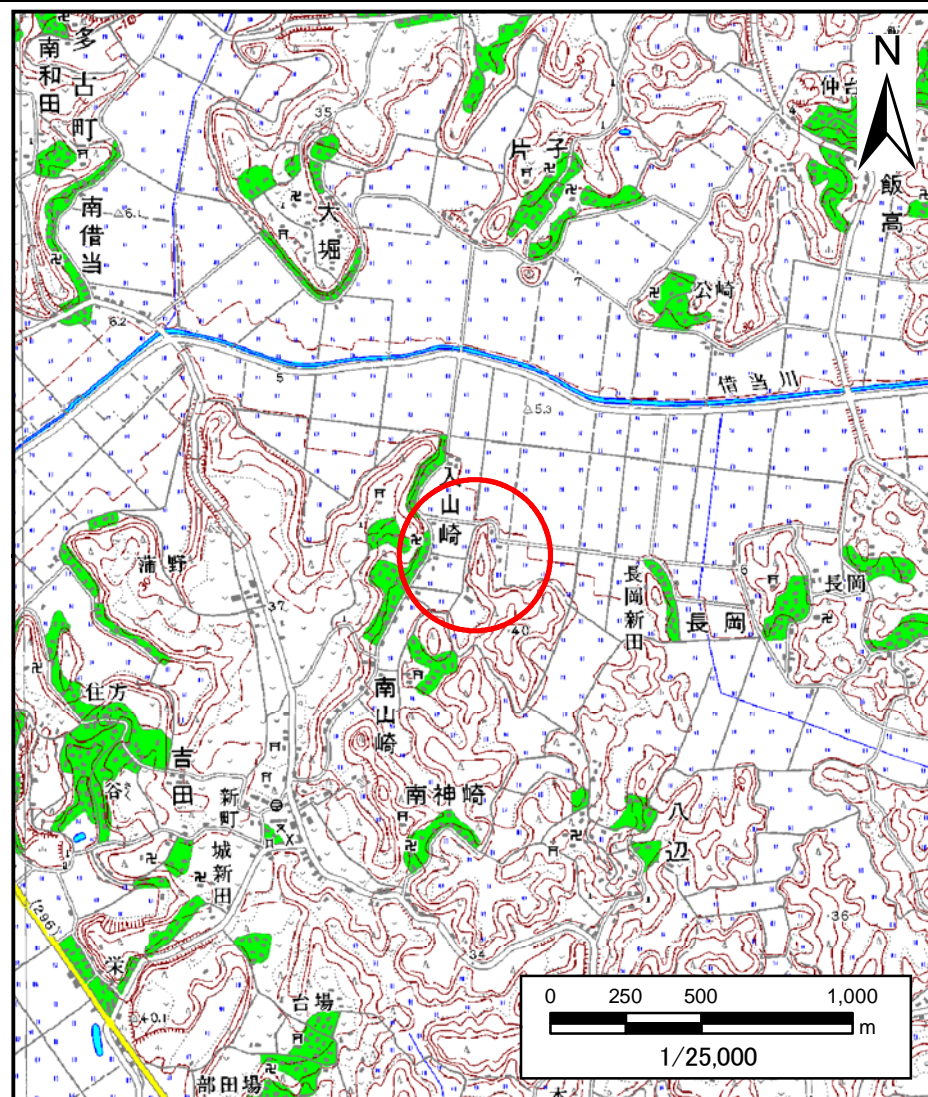 多古町
南和田
南借当
△6.1
6.2
35
大堀
片子
7
仲台
4
飯高
公崎
32
借当川
5
△5.3
入山崎
蒲野
37
40
長岡新田
6
長岡
長岡
住方
谷
吉田
新町
城新田
南山崎
南神崎
八辺
36
34
(296)
栄
△40.1
台場
部田場
N
0 250 500 1,000
m
1/25,000